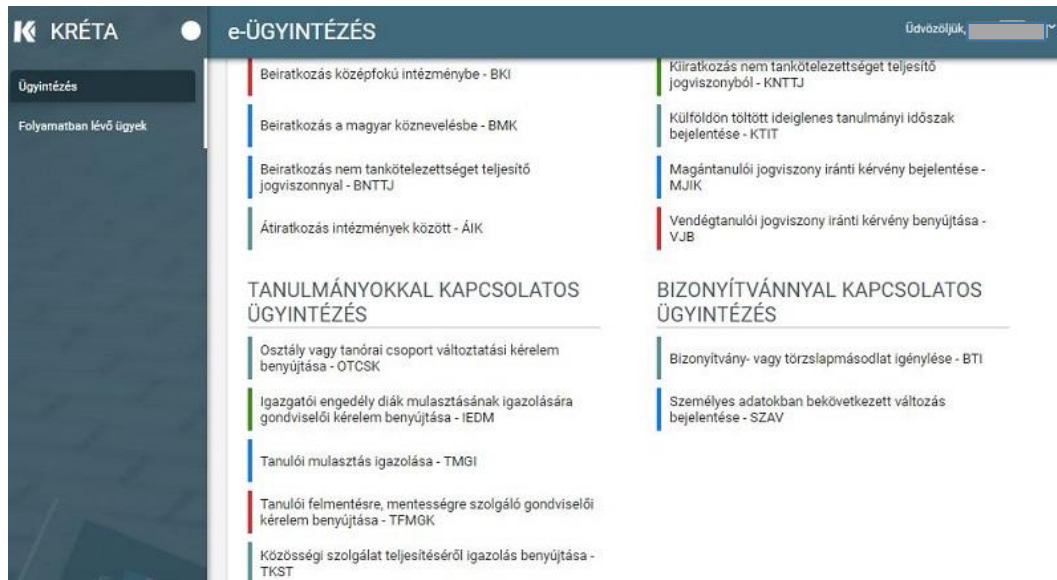 KRÉTA
e-ÜGYINTÉZÉS
Üdvözöljük,
Ügyintézés
Folyamatban lévő ügyek
Beiratkozás középfokú intézménybe - BKI
Beiratkozás a magyar köznevelésbe - BMK
Beiratkozás nem tankötelezettséget teljesítő
jogviszonnyal - BNTTJ
Átiratkozás intézmények között - ÁIK
Kiiratkozás nem tankötelezettséget teljesítő
jogviszonyból - KNTTJ
Külföldön töltött ideiglenes tanulmányi időszak
bejelentése - KTIT
Magántanulói jogviszony iránti kérvény bejelentése -
MJIK
Vendégtanulói jogviszony iránti kérvény benyújtása -
VJB
TANULMÁNYOKKAL KAPCSOLATOS
ÜGYINTÉZÉS
Osztály vagy tanórai csoport változtatási kérelem
benyújtása - OTCSK
Igazgatói engedély diák mulasztásának igazolására
gondviselői kérelem benyújtása - IEDM
Tanulói mulasztás igazolása - TMGI
Tanulói felmentésre, mentességre szolgáló gondviselői
kérelem benyújtása - TFMGK
Közösségi szolgálat teljesítéséről igazolás benyújtása -
TKST
BIZONYÍTVÁNNYAL KAPCSOLATOS
ÜGYINTÉZÉS
Bizonyítvány- vagy törzslapmásodlat igénylése - BTI
Személyes adatokban bekövetkezett változás
bejelentése - SZAV